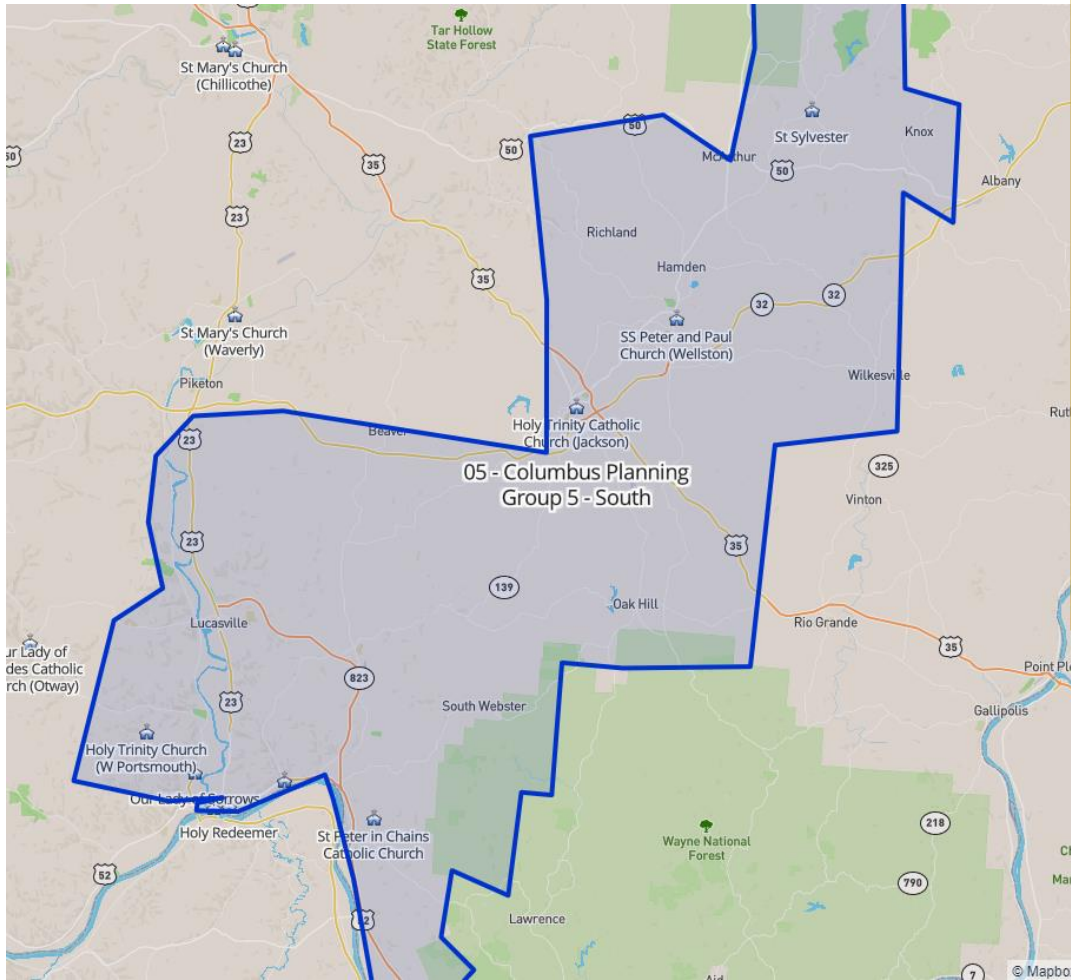 Tar Hollow
State Forest
St Mary's Church
(Chillicothe)
50
50
50
23
35
McArthur
St Sylvester
Knox
50
Albany
23
Richland
35
Hamden
32
32
St Mary's Church
(Waverly)
SS Peter and Paul
Church (Wellston)
Piketon
Wilkesville
23
Beaver
Holy Trinity Catholic
Church (Jackson)
05 - Columbus Planning
Group 5 - South
325
Vinton
23
35
139
Oak Hill
Lucasville
Rio Grande
35
823
23
South Webster
Gallipolis
Holy Trinity Church
(W Portsmouth)
Our Lady of Sorrows
Holy Redeemer
St Peter in Chains
Catholic Church
Wayne National
Forest
218
52
790
Lawrence
7